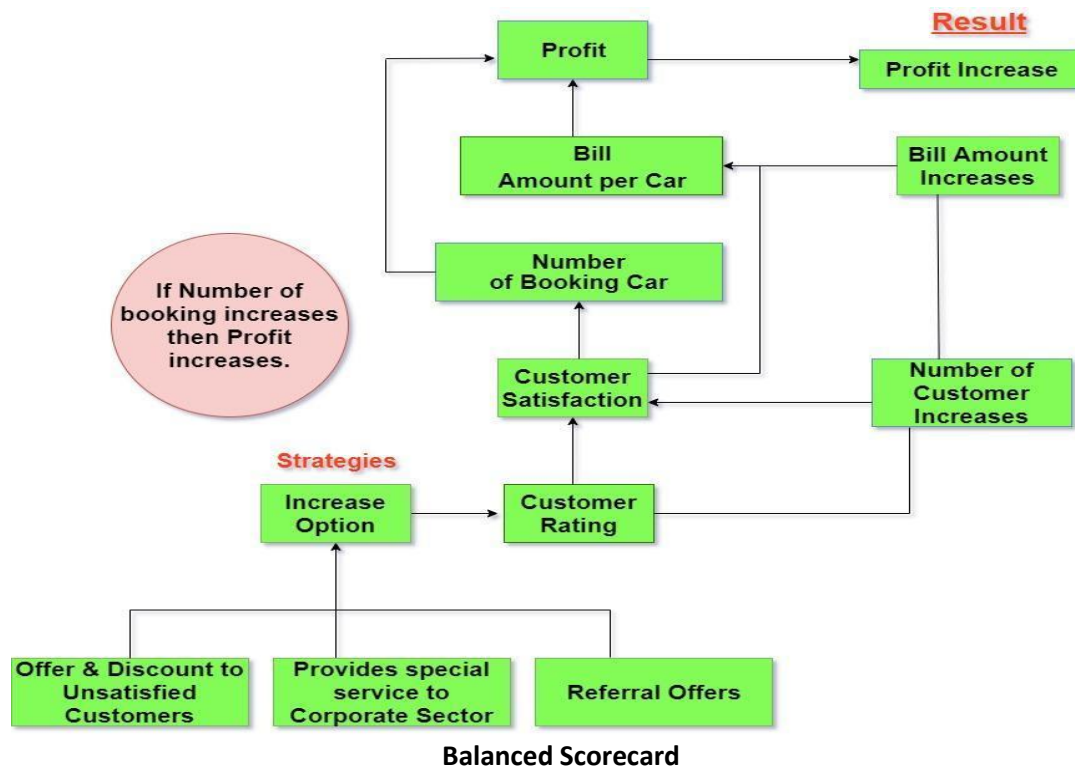 Result
Profit
Profit Increase
Bill
Amount per Car
Bill Amount
Increases
Number
of Booking Car
If Number of
booking increases
then Profit
increases.
Customer
Satisfaction
Number of
Customer
Increases
Strategies
Increase
Option
Customer
Rating
Offer & Discount to
Unsatisfied
Customers
Provides special
service to
Corporate Sector
Referral Offers
Balanced Scorecard